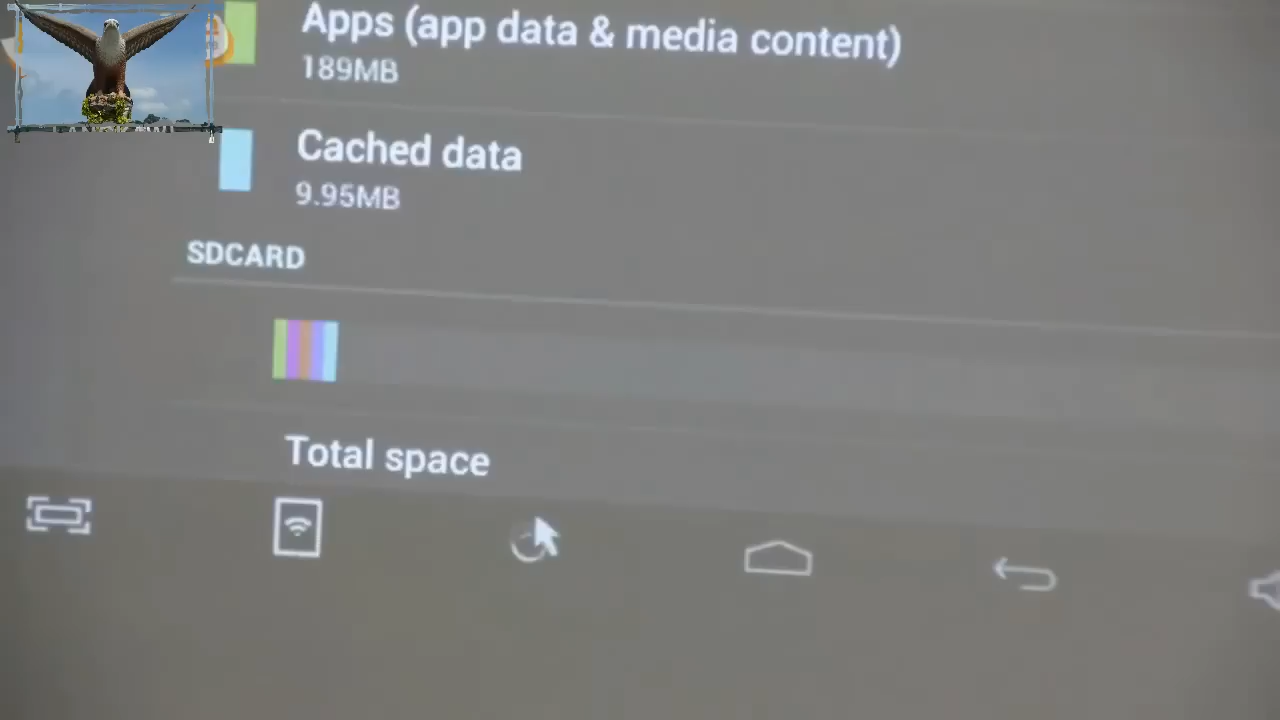 Apps (app data & media content)
189MB
Cached data
9.95MB
SDCARD
Total space